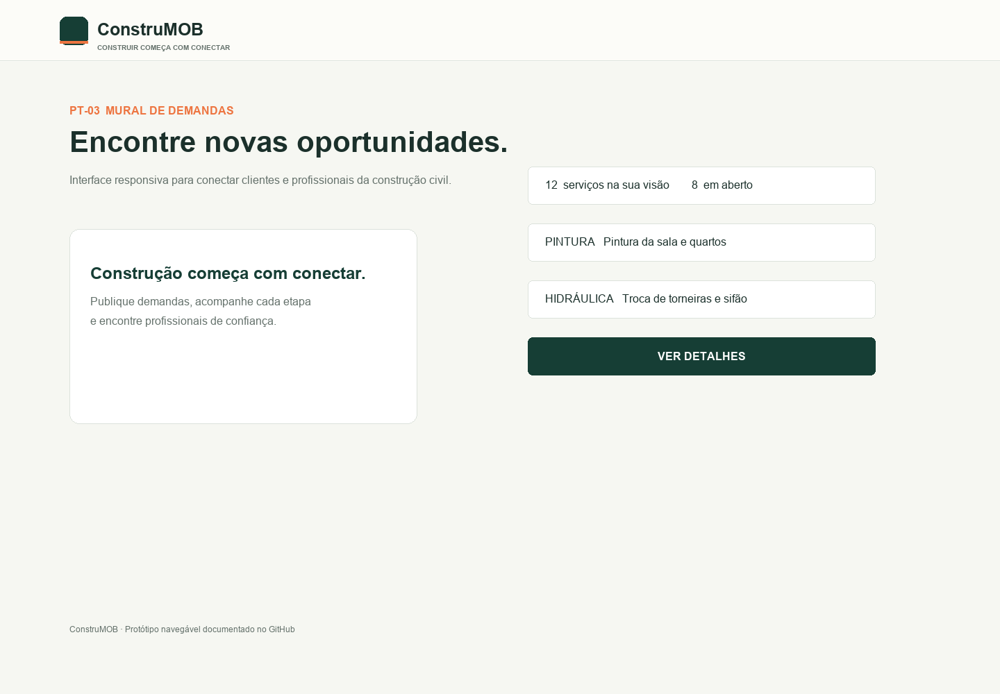 ConstruMOB
CONSTRUIR COMEÇA COM CONECTAR
PT-03 MURAL DE DEMANDAS
Encontre novas oportunidades.
Interface responsiva para conectar clientes e profissionais da construção civil.
Construção começa com conectar.
Publique demandas, acompanhe cada etapa
e encontre profissionais de confiança.
12 serviços na sua visão 8 em aberto
PINTURA Pintura da sala e quartos
HIDRÁULICA Troca de torneiras e sifão
VER DETALHES
ConstruMOB · Protótipo navegável documentado no GitHub